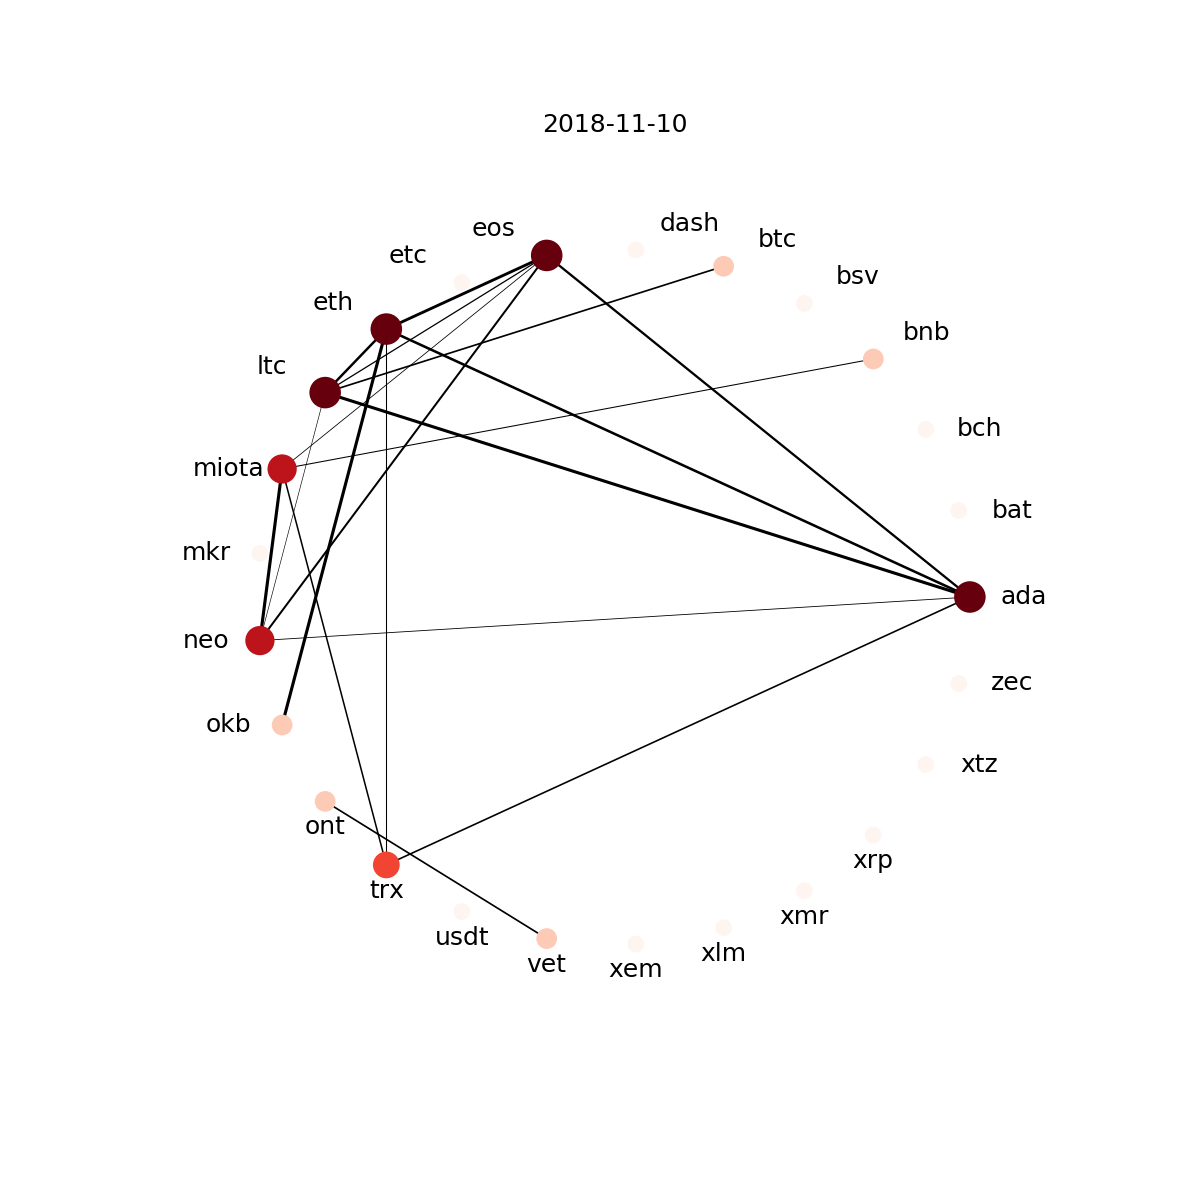 2018-11-10
dash
eos
btc
etc
bsv
eth
bnb
ltc
bch
miota
bat
mkr
ada
neo
zec
okb
xtz
ont
xrp
trx
xmr
usdt
xlm
vet
xem